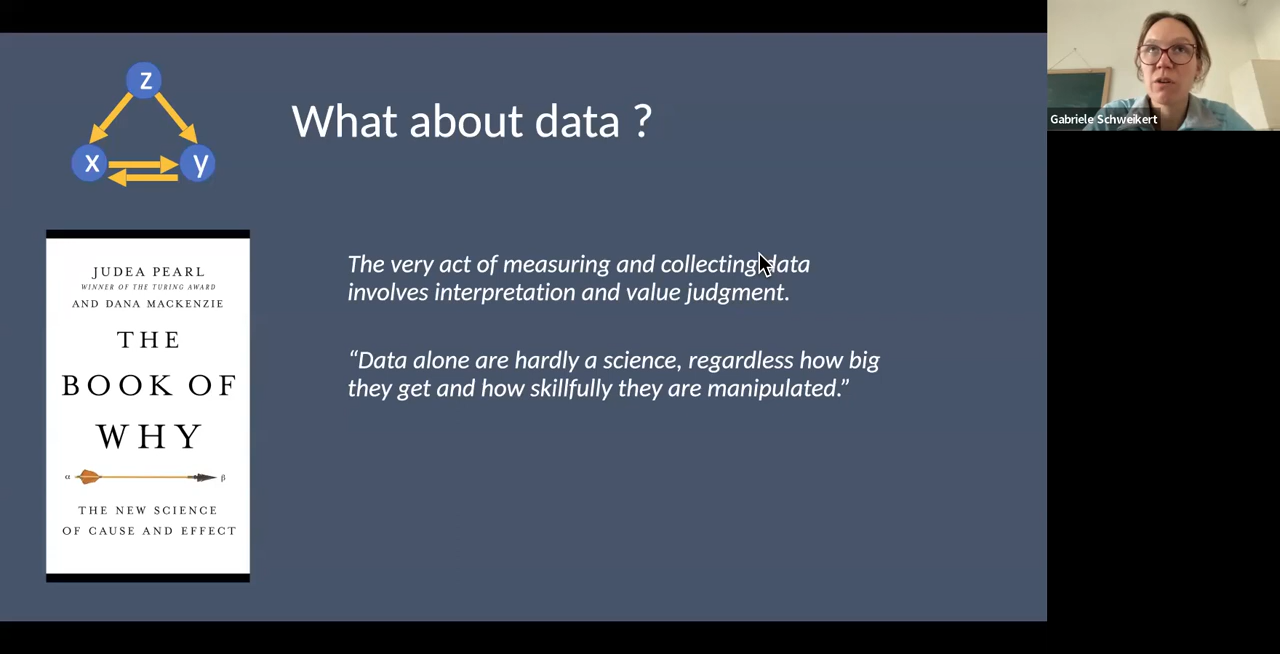 z
x
y
What about data ?
JUDEA PEARL
WINNER OF THE TURING AWARD
AND DANA MACKENZIE
THE
BOOK OF
WHY
α β
THE NEW SCIENCE
OF CAUSE AND EFFECT
The very act of measuring and collecting data
involves interpretation and value judgment.
“Data alone are hardly a science, regardless how big
they get and how skillfully they are manipulated.”
Gabriele Schweikert